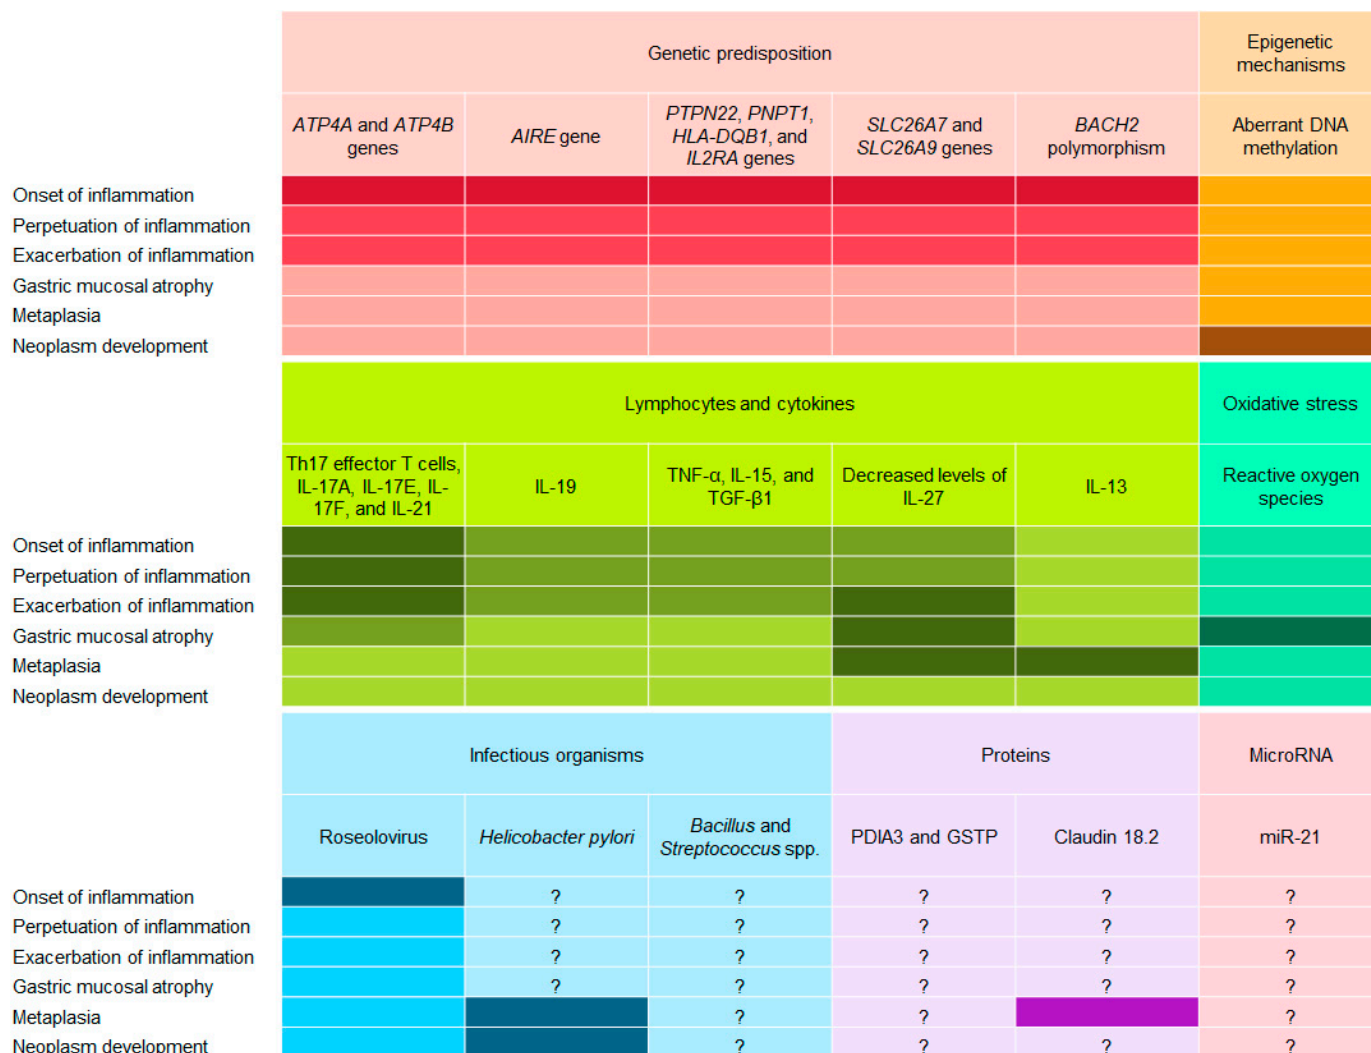 Genetic predisposition
Epigenetic
mechanisms
ATP4A and ATP4B
genes
AIRE gene
PTPN22, PNPT1,
HLA-DQB1, and
IL2RA genes
SLC26A7 and
SLC26A9 genes
BACH2
polymorphism
Aberrant DNA
methylation
Onset of inflammation
Perpetuation of inflammation
Exacerbation of inflammation
Gastric mucosal atrophy
Metaplasia
Neoplasm development
Lymphocytes and cytokines
Oxidative stress
Th17 effector T cells,
IL-17A, IL-17E, IL-
17F, and IL-21
IL-19
TNF-α, IL-15, and
TGF-β1
Decreased levels of
IL-27
IL-13
Reactive oxygen
species
Onset of inflammation
Perpetuation of inflammation
Exacerbation of inflammation
Gastric mucosal atrophy
Metaplasia
Neoplasm development
Infectious organisms
Proteins
MicroRNA
Roseolovirus
Helicobacter pylori
Bacillus and
Streptococcus spp.
PDIA3 and GSTP
Claudin 18.2
miR-21
Onset of inflammation ? ? ? ? ?
Perpetuation of inflammation ? ? ? ? ?
Exacerbation of inflammation ? ? ? ? ?
Gastric mucosal atrophy ? ? ? ? ?
Metaplasia ? ? ?
Neoplasm development ? ? ? ?